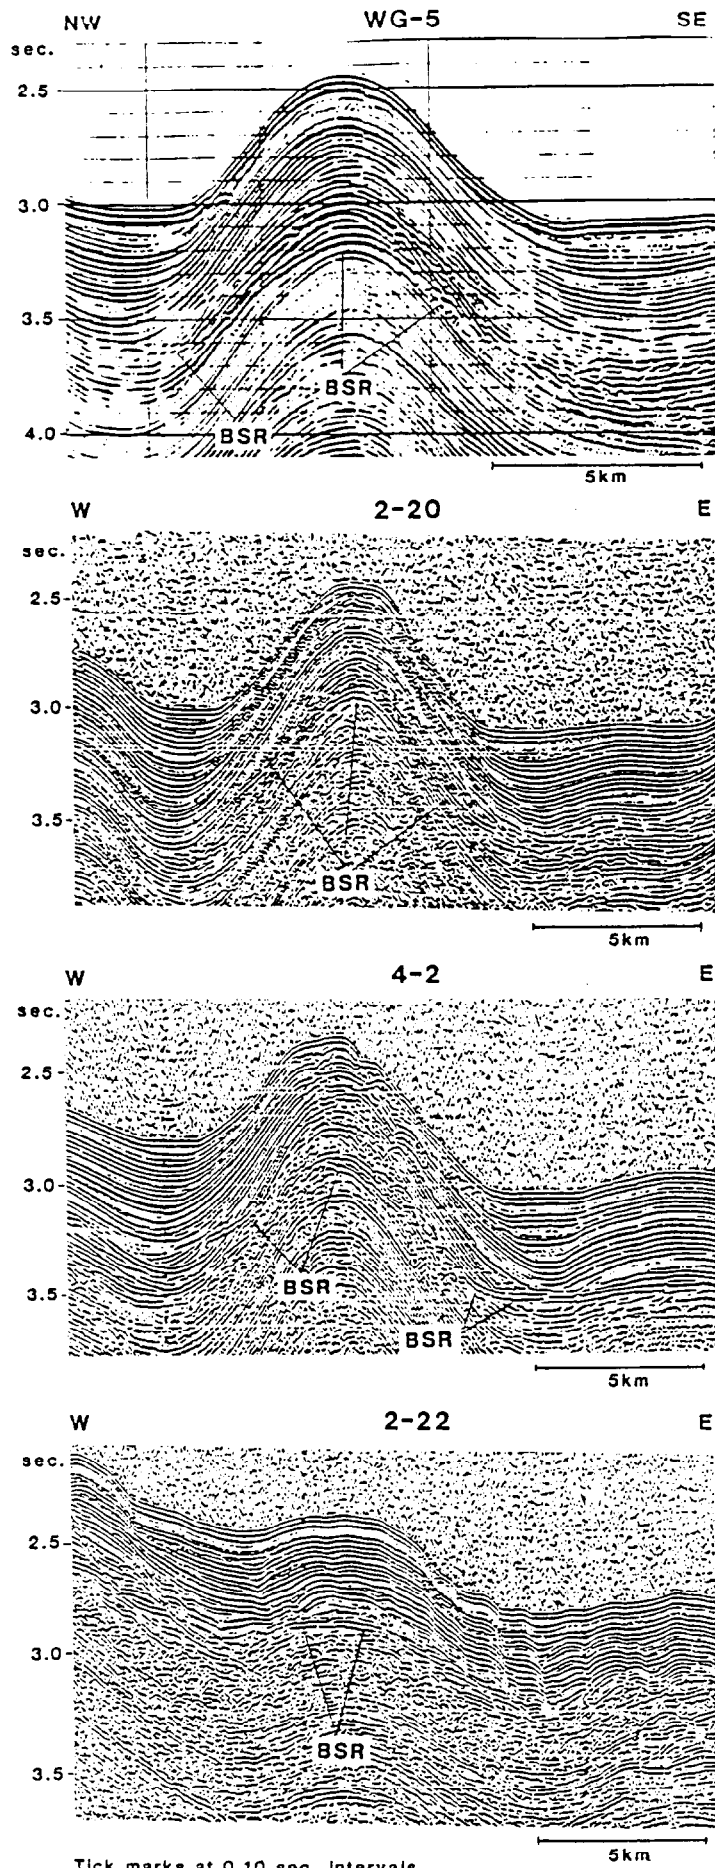 NW WG-5 SE
sec.
2.5
3.0
3.5
BSR
BSR
4.0
5km
W 2-20 E
sec.
2.5
3.0
3.5
BSR
5km
W 4-2 E
sec.
2.5
3.0
BSR
3.5
BSR
5km
W 2-22 E
sec.
2.5
3.0
BSR
3.5
5km
Tick marks at 0.10 sec. intervals